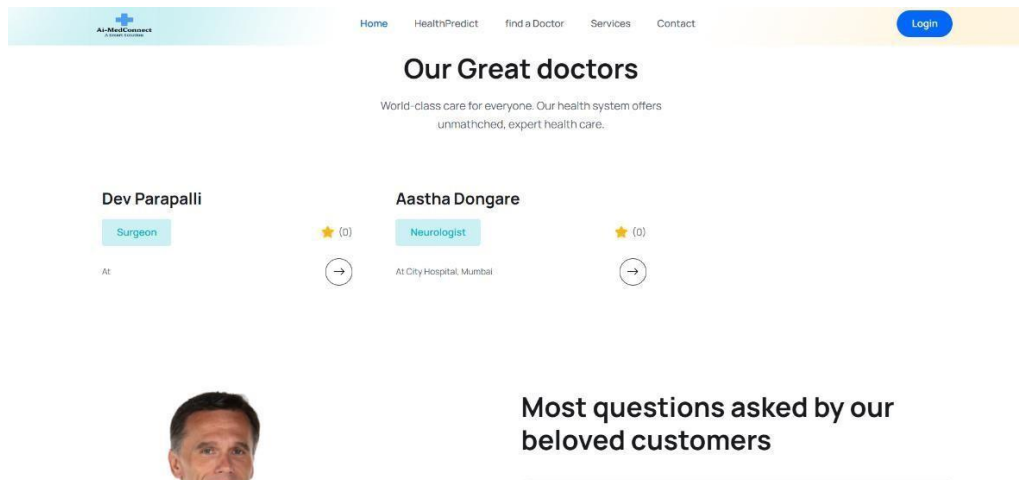 Ai-MedConnect
Home HealthPredict find a Doctor Services Contact
Login
Our Great doctors
World-class care for everyone. Our health system offers
unmathched, expert health care.
Dev Parapalli
Surgeon
(0)
At
Aastha Dongare
Neurologist
(0)
At City Hospital, Mumbai
Most questions asked by our
beloved customers